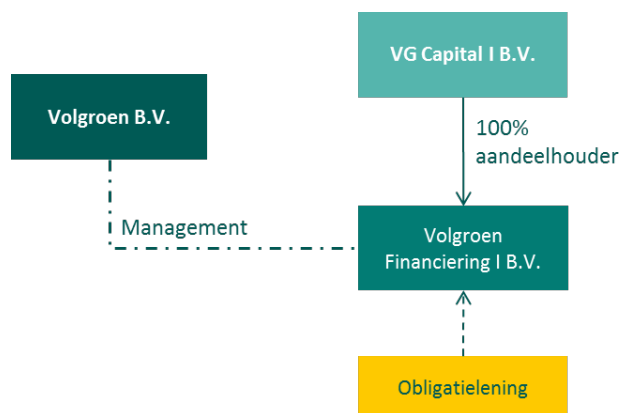 VG Capital I B.V.
Volgroen B.V.
100%
aandeelhouder
Management
Volgroen
Financiering I B.V.
Obligatielening